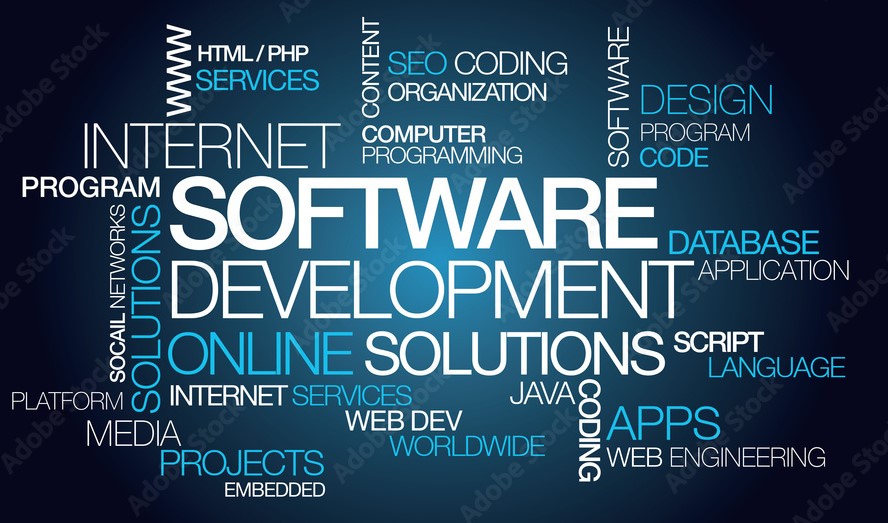 WWW
HTML / PHP
SERVICES
CONTENT
SEO CODING
ORGANIZATION
SOFTWARE
DESIGN
PROGRAM
CODE
INTERNET
COMPUTER
PROGRAMMING
PROGRAM
SOFTWARE
DATABASE
APPLICATION
SOCAIL NETWORKS
SOLUTIONS
DEVELOPMENT
ONLINE SOLUTIONS
SCRIPT
LANGUAGE
PLATFORM
INTERNET SERVICES
JAVA
CODING
APPS
MEDIA
WEB DEV
WORLDWIDE
WEB ENGINEERING
PROJECTS
EMBEDDED
Adobe Stock